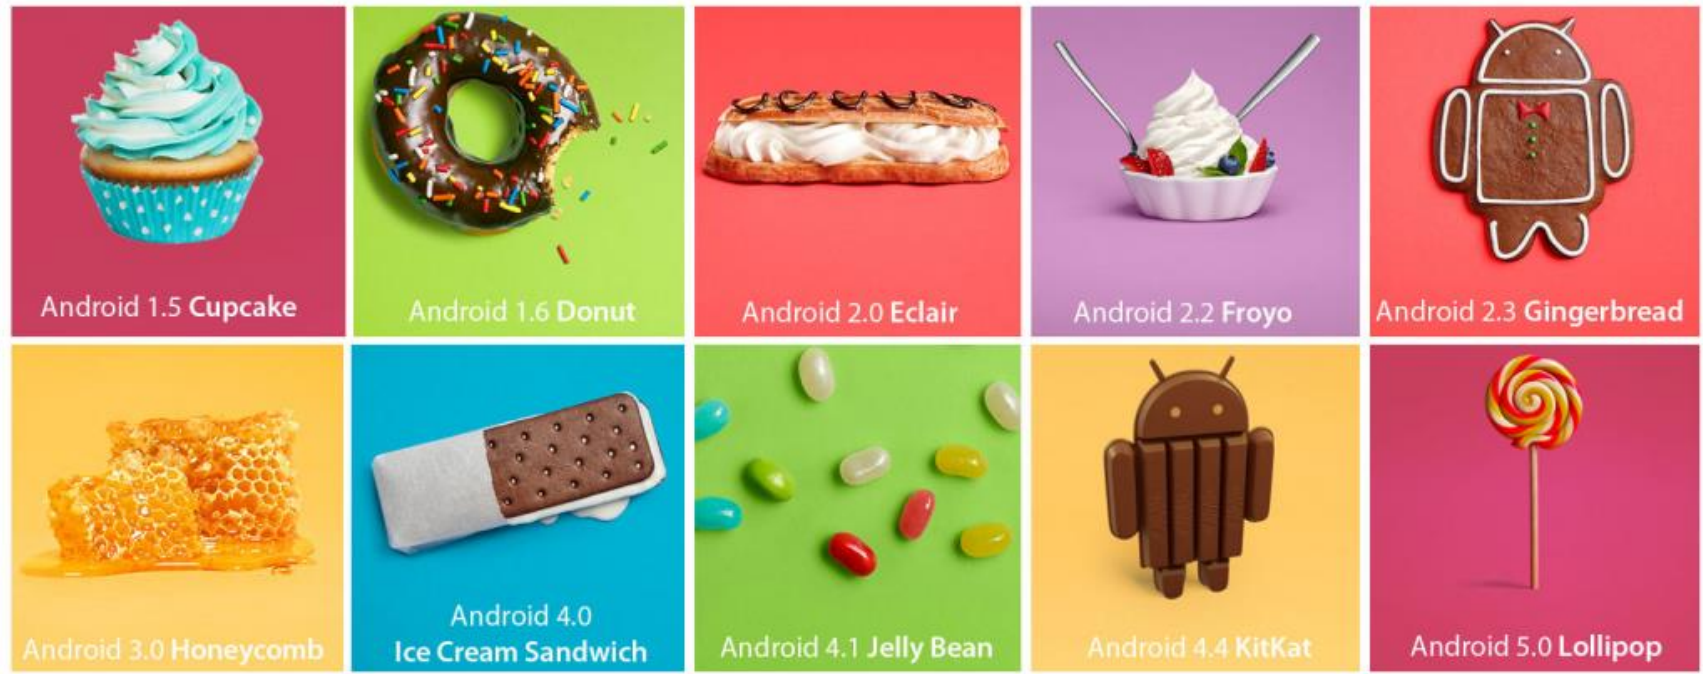 Android 1.5 Cupcake
Android 1.6 Donut
Android 2.0 Eclair
Android 2.2 Froyo
Android 2.3 Gingerbread
Android 3.0 Honeycomb
Android 4.0
Ice Cream Sandwich
Android 4.1 Jelly Bean
Android 4.4 KitKat
Android 5.0 Lollipop